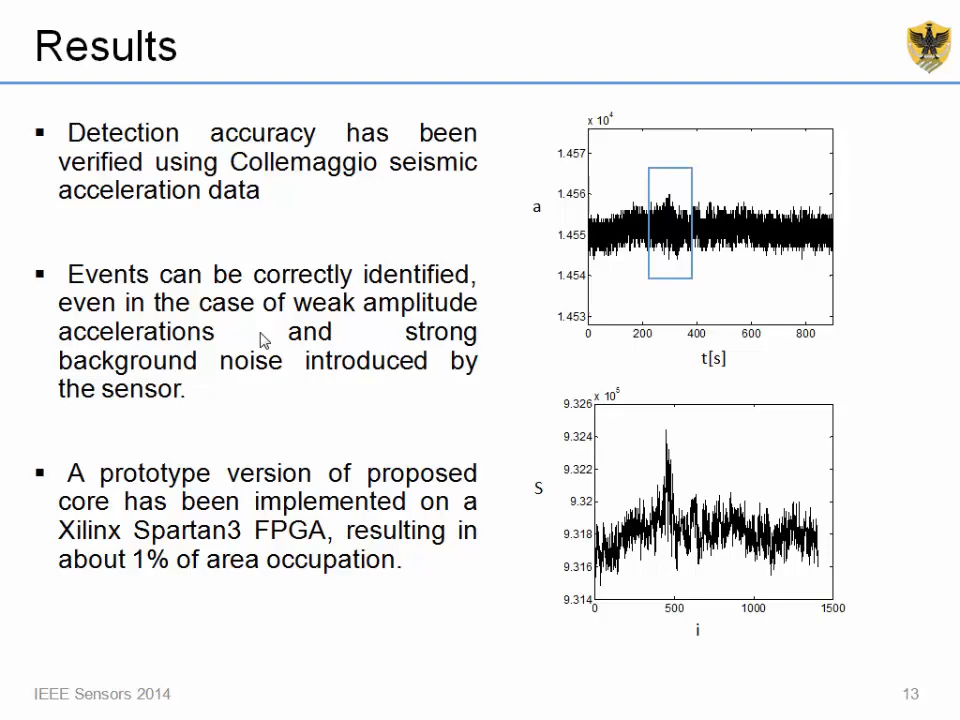 Results
▪ Detection accuracy has been
verified using Collemaggio seismic
acceleration data
▪ Events can be correctly identified,
even in the case of weak amplitude
accelerations and strong
background noise introduced by
the sensor.
▪ A prototype version of proposed
core has been implemented on a
Xilinx Spartan3 FPGA, resulting in
about 1% of area occupation.
x 10⁴
1.457
1.456
a
1.455
1.454
1.453
0 200 400 600 800
t[s]
x 10⁵
9.326
9.324
9.322
S
9.32
9.318
9.316
9.314
0 500 1000 1500
i
IEEE Sensors 2014
13